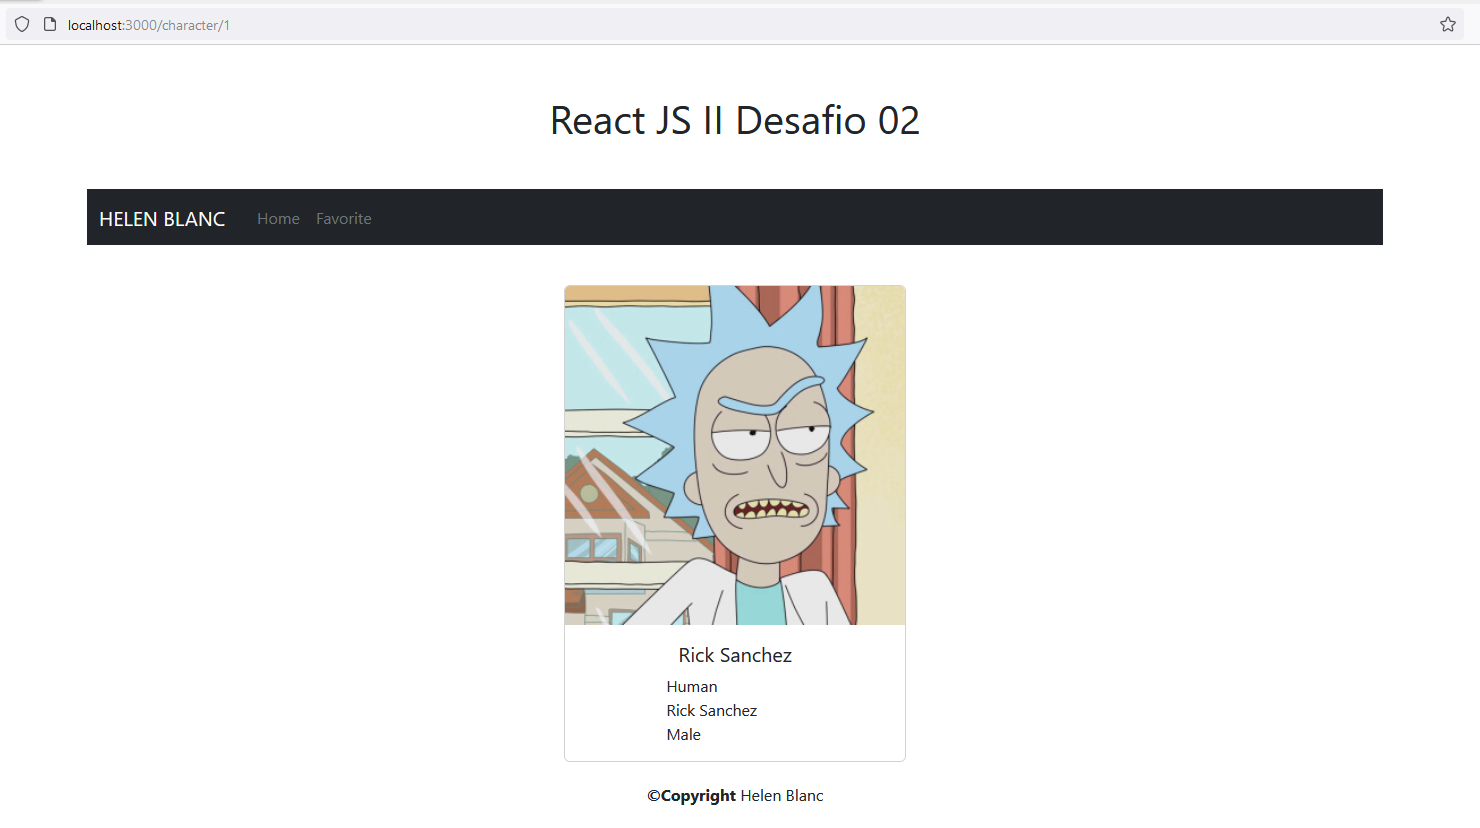 localhost:3000/character/1
React JS II Desafio 02
HELEN BLANC Home Favorite
Rick Sanchez
Human
Rick Sanchez
Male
©Copyright Helen Blanc